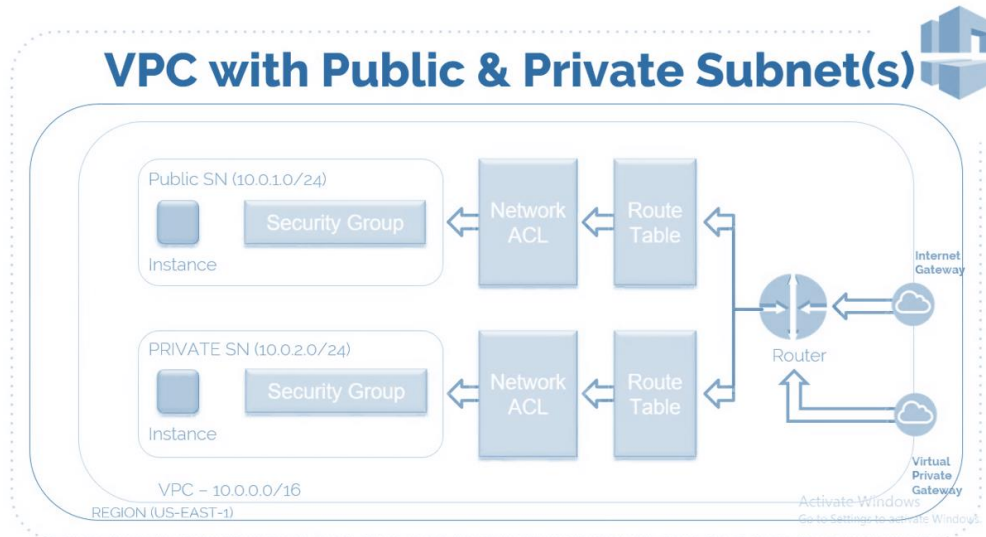 VPC with Public & Private Subnet(s)
Public SN (10.0.1.0/24)
Instance
Security Group
Network
ACL
Route
Table
Internet
Gateway
Router
PRIVATE SN (10.0.2.0/24)
Instance
Security Group
Network
ACL
Route
Table
Virtual
Private
Gateway
VPC – 10.0.0.0/16
REGION (US-EAST-1)
Activate Windows
Go to Settings to activate Windows.